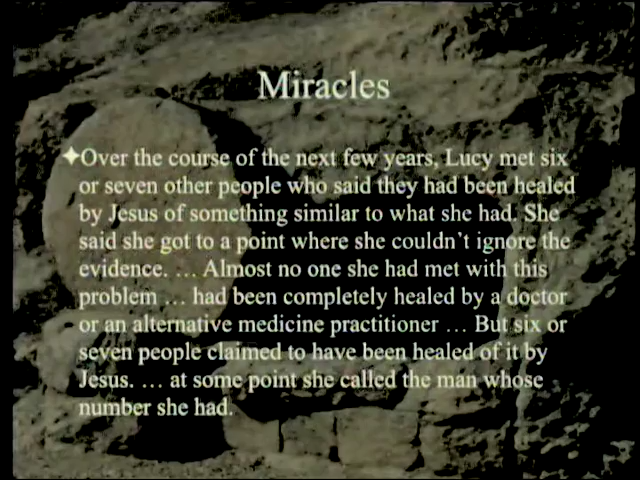 Miracles
✦Over the course of the next few years, Lucy met six
or seven other people who said they had been healed
by Jesus of something similar to what she had. She
said she got to a point where she couldn't ignore the
evidence. … Almost no one she had met with this
problem … had been completely healed by a doctor
or an alternative medicine practitioner … But six or
seven people claimed to have been healed of it by
Jesus. … at some point she called the man whose
number she had.